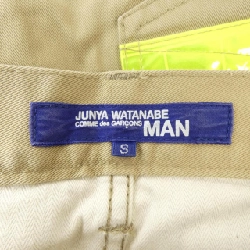 JUNYA WATANABE
COMME des GARÇONS MAN
S